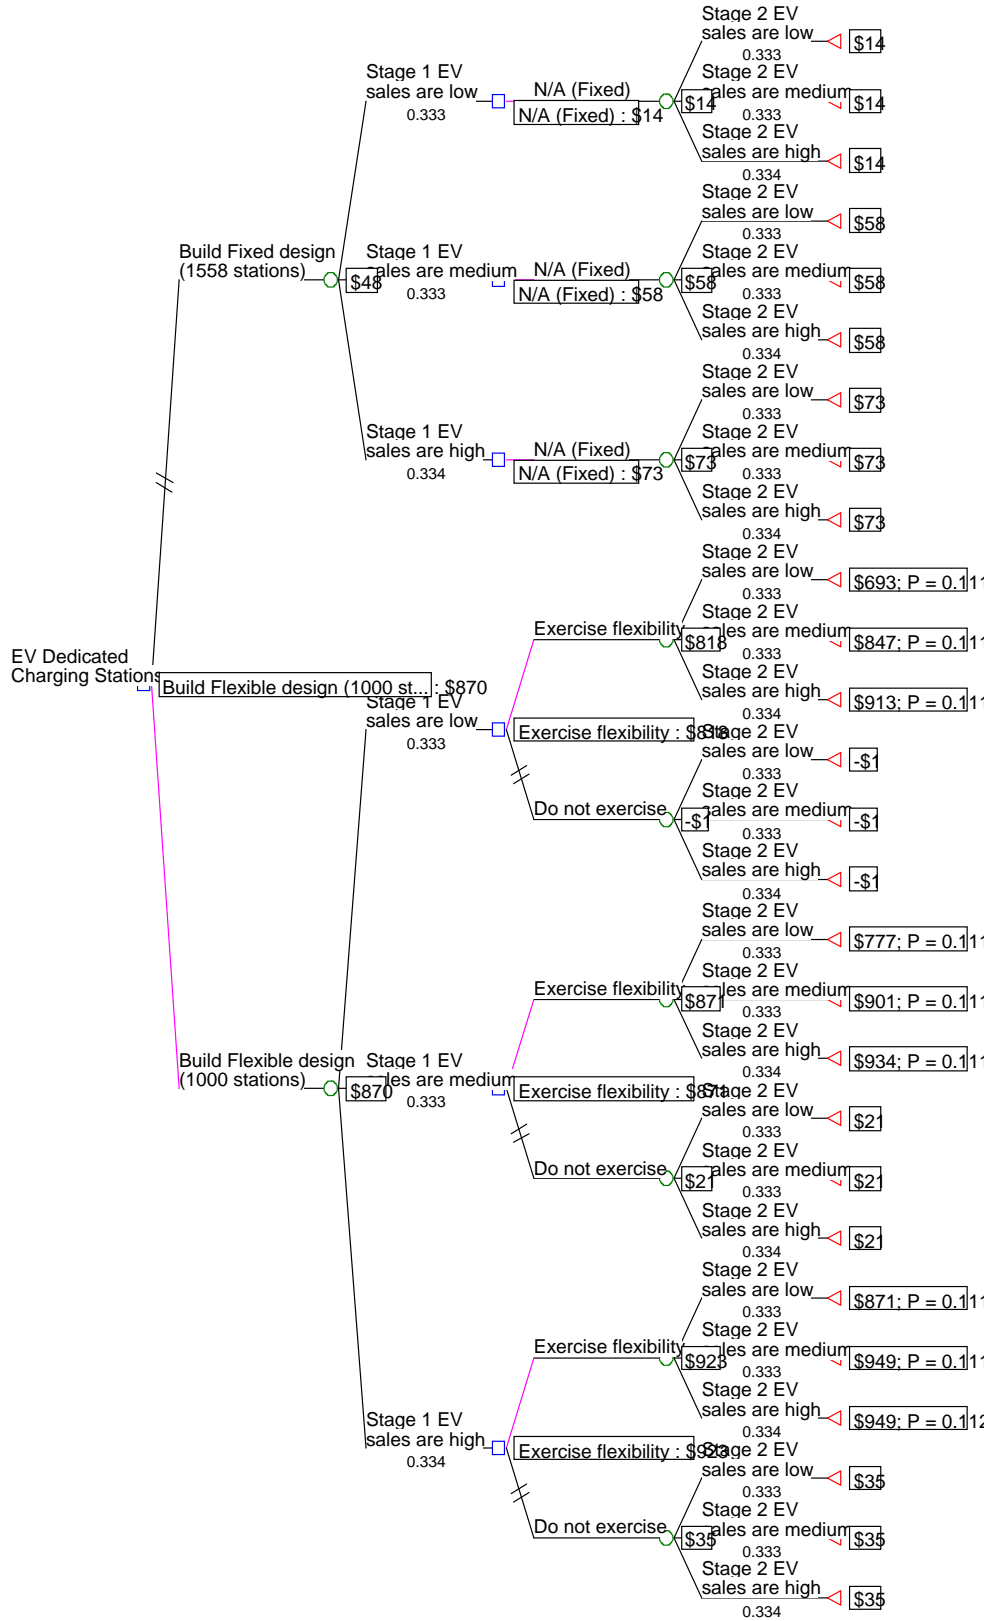 Stage 2 EV
sales are low
0.333
$14
Stage 1 EV
sales are low
0.333
N/A (Fixed)
N/A (Fixed) : $14
$14
Stage 2 EV
sales are medium
0.333
$14
Stage 2 EV
sales are high
0.334
$14
Stage 2 EV
sales are low
0.333
$58
Build Fixed design
(1558 stations)
$48
Stage 1 EV
sales are medium
0.333
N/A (Fixed)
N/A (Fixed) : $58
$58
Stage 2 EV
sales are medium
0.333
$58
Stage 2 EV
sales are high
0.334
$58
Stage 2 EV
sales are low
0.333
$73
Stage 1 EV
sales are high
0.334
N/A (Fixed)
N/A (Fixed) : $73
$73
Stage 2 EV
sales are medium
0.333
$73
Stage 2 EV
sales are high
0.334
$73
Stage 2 EV
sales are low
0.333
$693; P = 0.111
Exercise flexibility
$818
Stage 2 EV
sales are medium
0.333
$847; P = 0.111
EV Dedicated
Charging Stations
Build Flexible design (1000 st... : $870
Stage 2 EV
sales are high
0.334
$913; P = 0.111
Stage 1 EV
sales are low
0.333
Exercise flexibility : $818
Stage 2 EV
sales are low
0.333
-$1
Do not exercise
-$1
Stage 2 EV
sales are medium
0.333
-$1
Stage 2 EV
sales are high
0.334
-$1
Stage 2 EV
sales are low
0.333
$777; P = 0.111
Exercise flexibility
$871
Stage 2 EV
sales are medium
0.333
$901; P = 0.111
Stage 2 EV
sales are high
0.334
$934; P = 0.111
Build Flexible design
(1000 stations)
$870
Stage 1 EV
sales are medium
0.333
Exercise flexibility : $871
Stage 2 EV
sales are low
0.333
$21
Do not exercise
$21
Stage 2 EV
sales are medium
0.333
$21
Stage 2 EV
sales are high
0.334
$21
Stage 2 EV
sales are low
0.333
$871; P = 0.111
Exercise flexibility
$923
Stage 2 EV
sales are medium
0.333
$949; P = 0.111
Stage 2 EV
sales are high
0.334
$949; P = 0.112
Stage 1 EV
sales are high
0.334
Exercise flexibility : $923
Stage 2 EV
sales are low
0.333
$35
Do not exercise
$35
Stage 2 EV
sales are medium
0.333
$35
Stage 2 EV
sales are high
0.334
$35